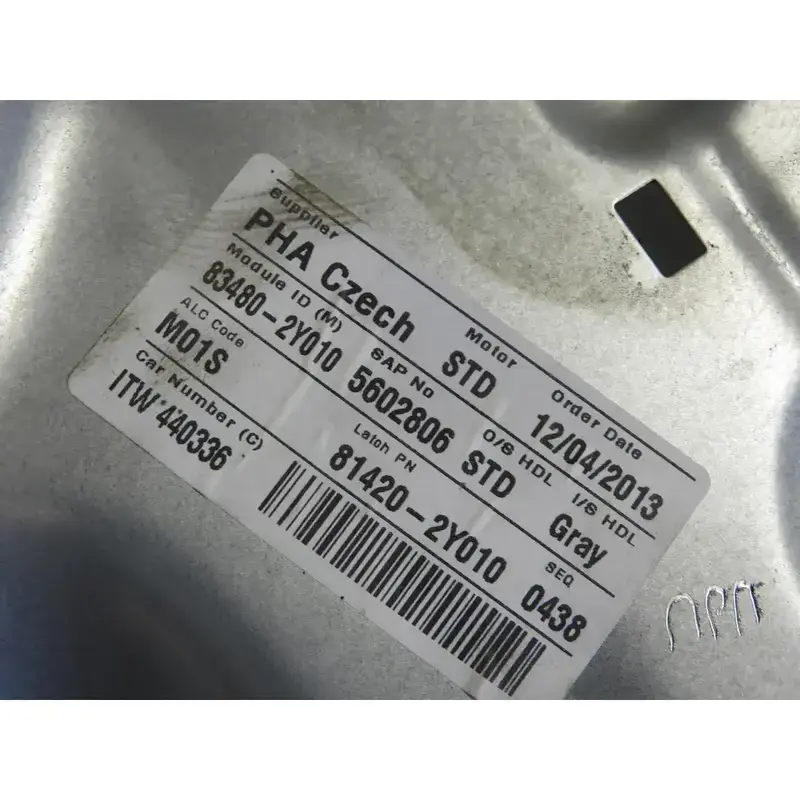 Supplier Motor Order Date
PHA Czech STD 12/04/2013
Module ID (M) SAP No O/S HDL I/S HDL
83480-2Y010 5602806 STD Gray
ALC Code Latch PN SEQ
M01S 81420-2Y010 0438
Car Number (C)
ITW 440336